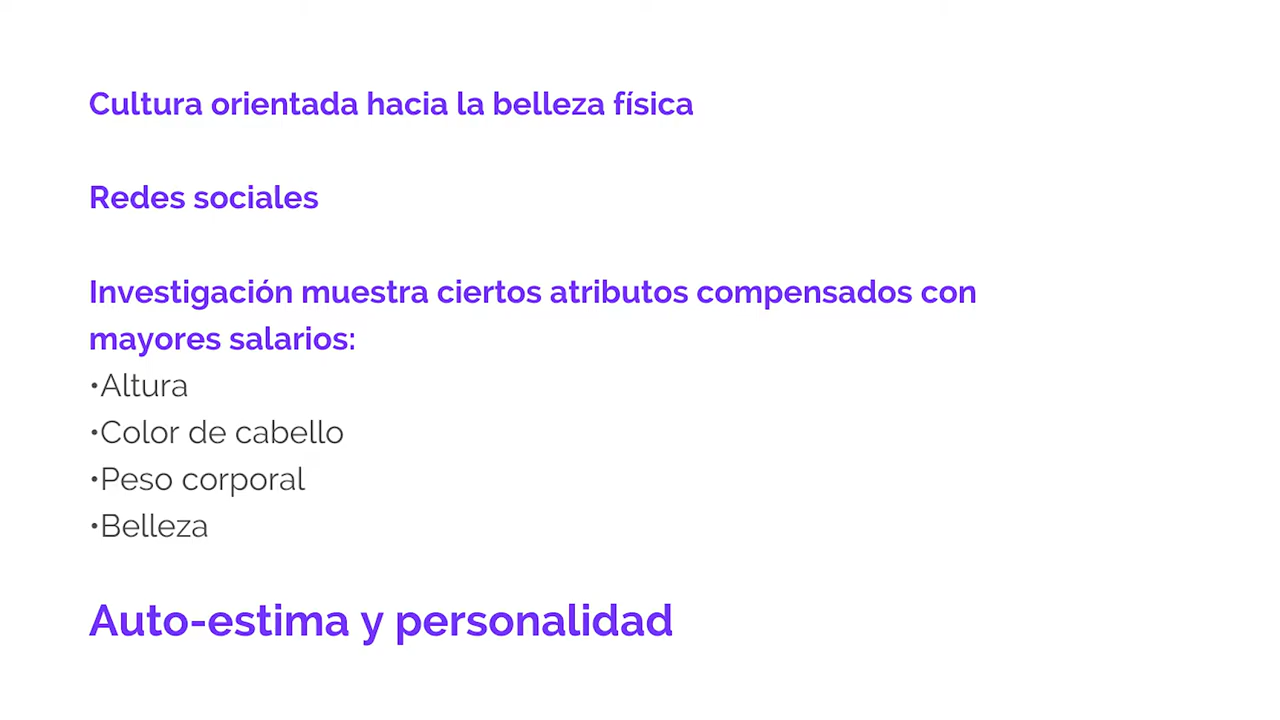 Cultura orientada hacia la belleza física
Redes sociales
Investigación muestra ciertos atributos compensados con
mayores salarios:
•Altura
•Color de cabello
•Peso corporal
•Belleza
Auto-estima y personalidad